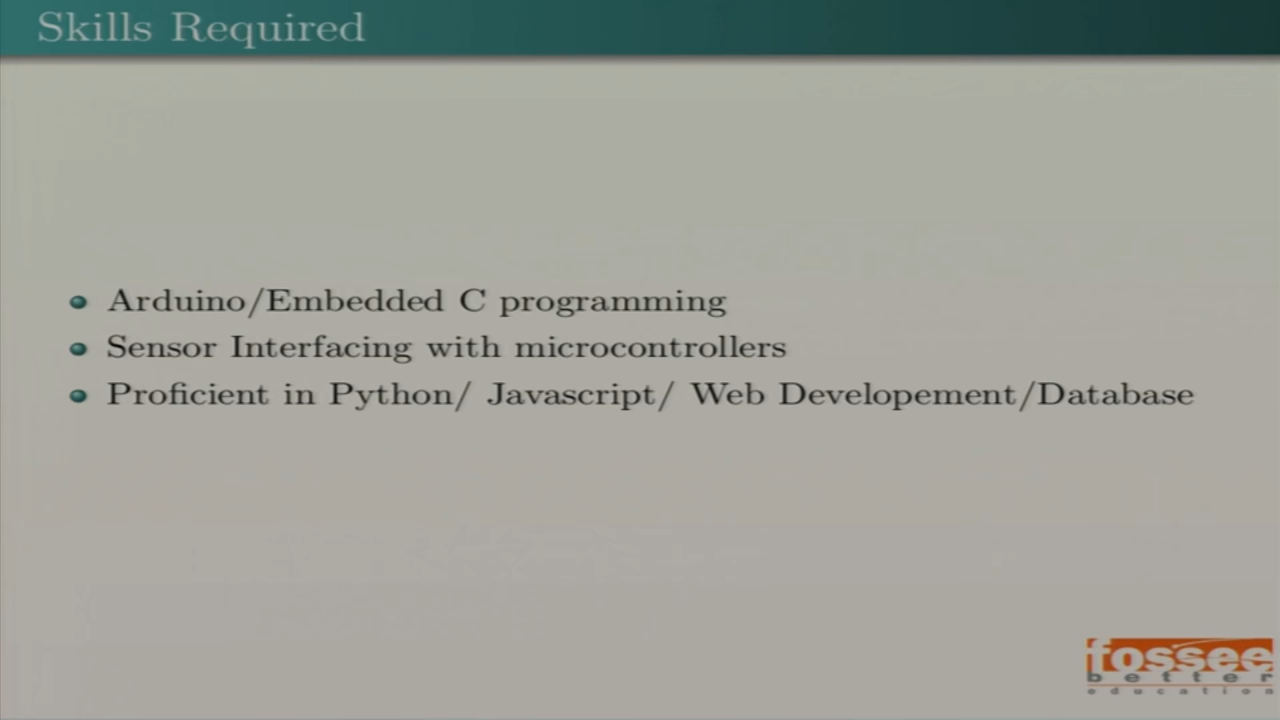 Skills Required
Arduino/Embedded C programming
Sensor Interfacing with microcontrollers
Proficient in Python/ Javascript/ Web Developement/Database
fossee
better
education